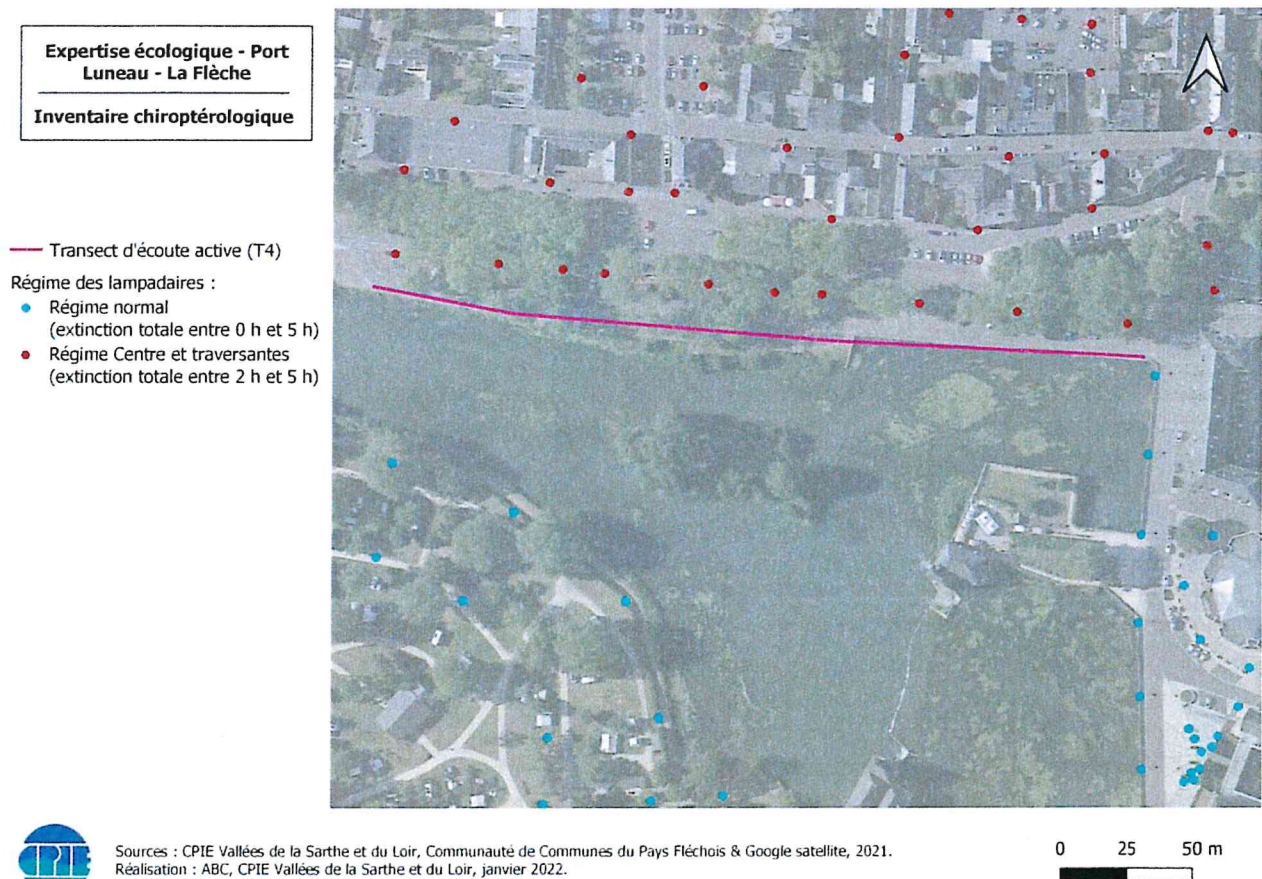 Expertise écologique - Port
Luneau - La Flèche
Inventaire chiroptérologique
Transect d'écoute active (T4)
Régime des lampadaires :
Régime normal
(extinction totale entre 0 h et 5 h)
Régime Centre et traversantes
(extinction totale entre 2 h et 5 h)
CPIE
Sources : CPIE Vallées de la Sarthe et du Loir, Communauté de Communes du Pays Fléchois & Google satellite, 2021.
Réalisation : ABC, CPIE Vallées de la Sarthe et du Loir, janvier 2022.
0 25 50 m